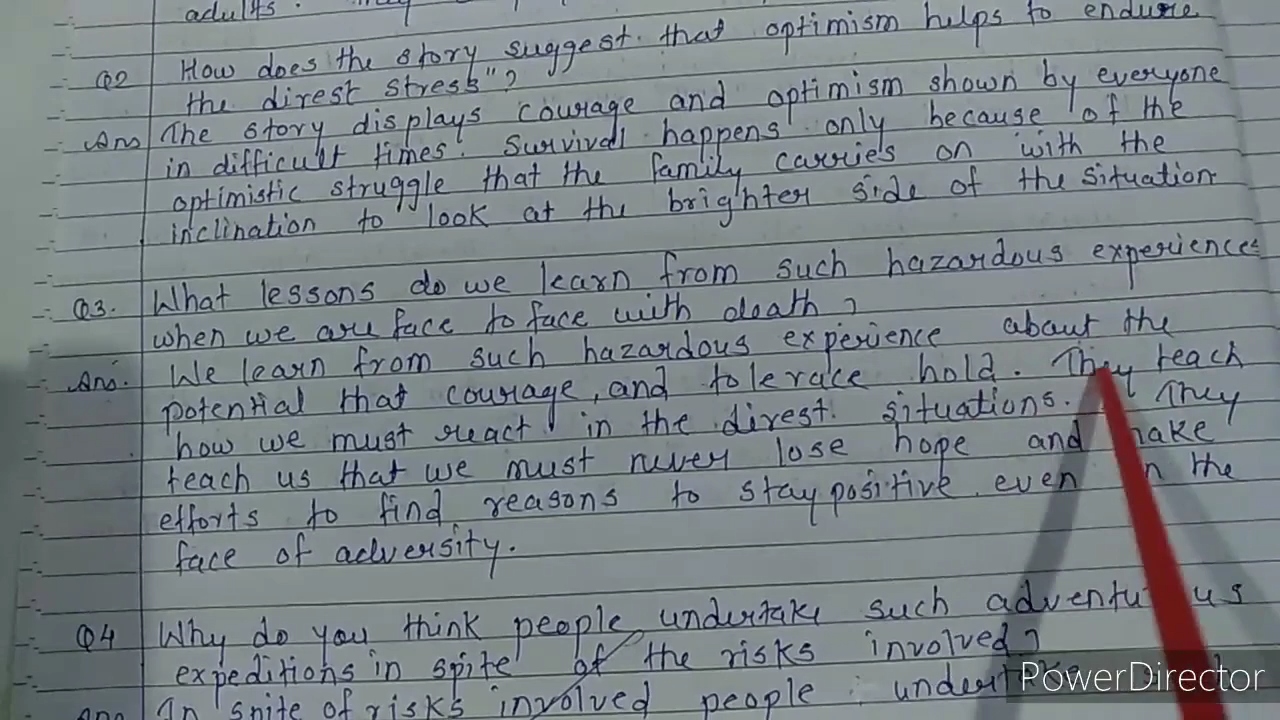 adults.
Q2 How does the story suggest that optimism helps to endure
the direst stress"?
Ans The story displays courage and optimism shown by everyone
in difficult times. Survival happens only because of the
optimistic struggle that the family carries on with the
inclination to look at the brighter side of the situation
Q3. What lessons do we learn from such hazardous experiences
when we are face to face with death?
Ans. We learn from such hazardous experience about the
potential that courage, and tolerace hold. They teach
how we must react in the direst situations. They
teach us that we must never lose hope and make
efforts to find reasons to stay positive even in the
face of adversity.
Q4 Why do you think people undertake such adventurous
expeditions in spite of the risks involved?
Ans In spite of risks involved people
PowerDirector